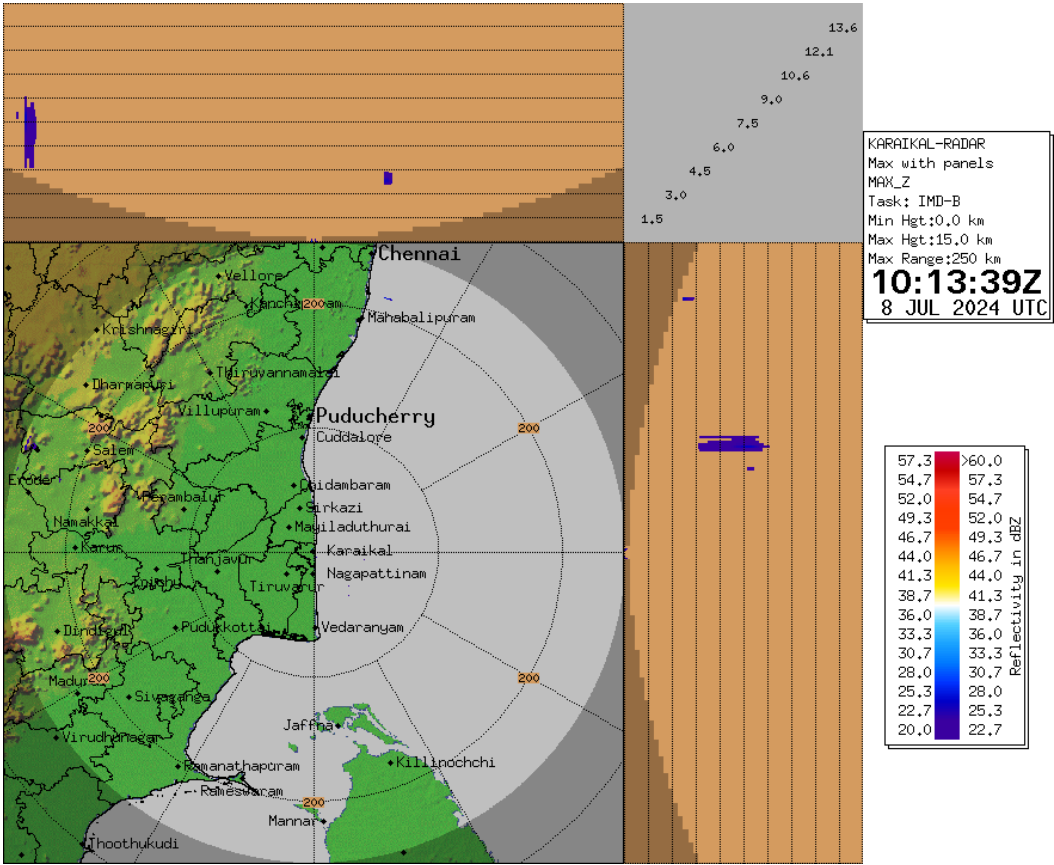 13.6
12.1
10.6
9.0
7.5
6.0
4.5
3.0
1.5
KARAIKAL-RADAR
Max with panels
MAX_Z
Task: IMD-B
Min Hgt:0.0 km
Max Hgt:15.0 km
Max Range:250 km
10:13:39Z
8 JUL 2024 UTC
Chennai
Vellore
200
Mahabalipuram
Krishnagiri
Thiruvannamalai
Dharmapuri
Villupuram
Puducherry
200
200
Cuddalore
Salem
Erode
Chidambaram
Perambalur
Sirkazi
Namakkal
Mayiladuthurai
Karur
Karaikal
Thanjavur
Nagapattinam
Tiruvarur
Dindigul
Pudukkottai
Vedaranyam
200
200
Sivaganga
Jaffna
Virudhunagar
Killinochchi
Ramanathapuram
Rameswaram
200
Mannar
Thoothukudi
57.3 >60.0
54.7 57.3
52.0 54.7
49.3 52.0
46.7 49.3
44.0 46.7
41.3 44.0
38.7 41.3
36.0 38.7
33.3 36.0
30.7 33.3
28.0 30.7
25.3 28.0
22.7 25.3
20.0 22.7
Reflectivity in dBZ